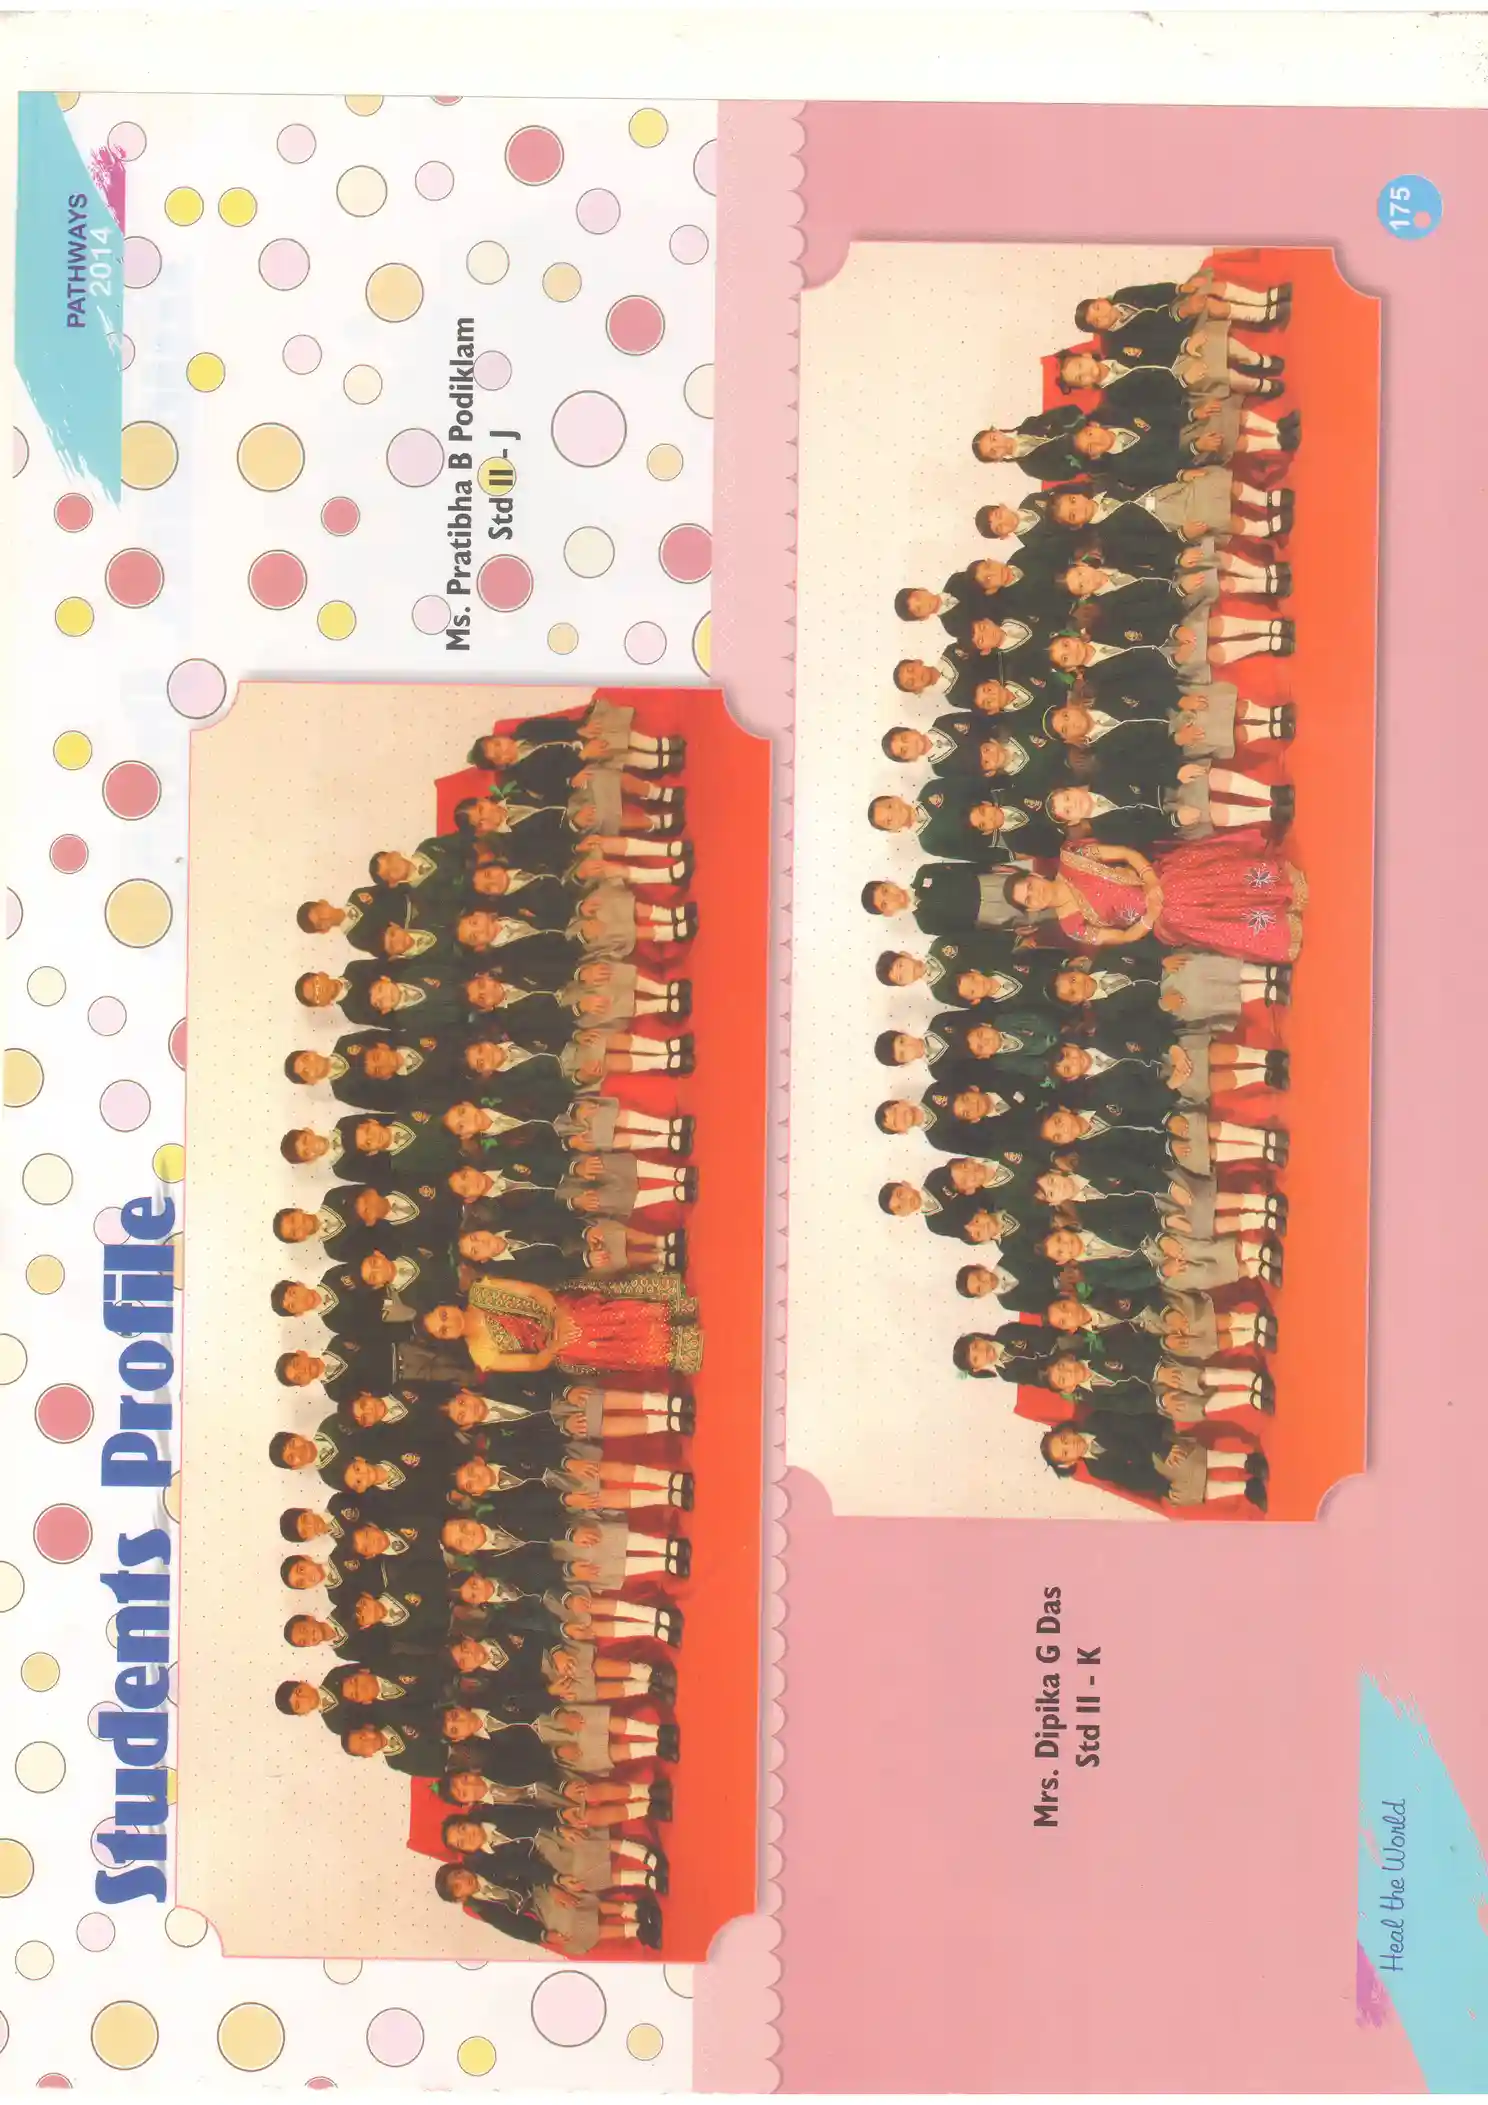 PATHWAYS
2014
Students Profile
Ms. Pratibha B Podiklam
Std II - J
Mrs. Dipika G Das
Std II - K
Heal the World
175